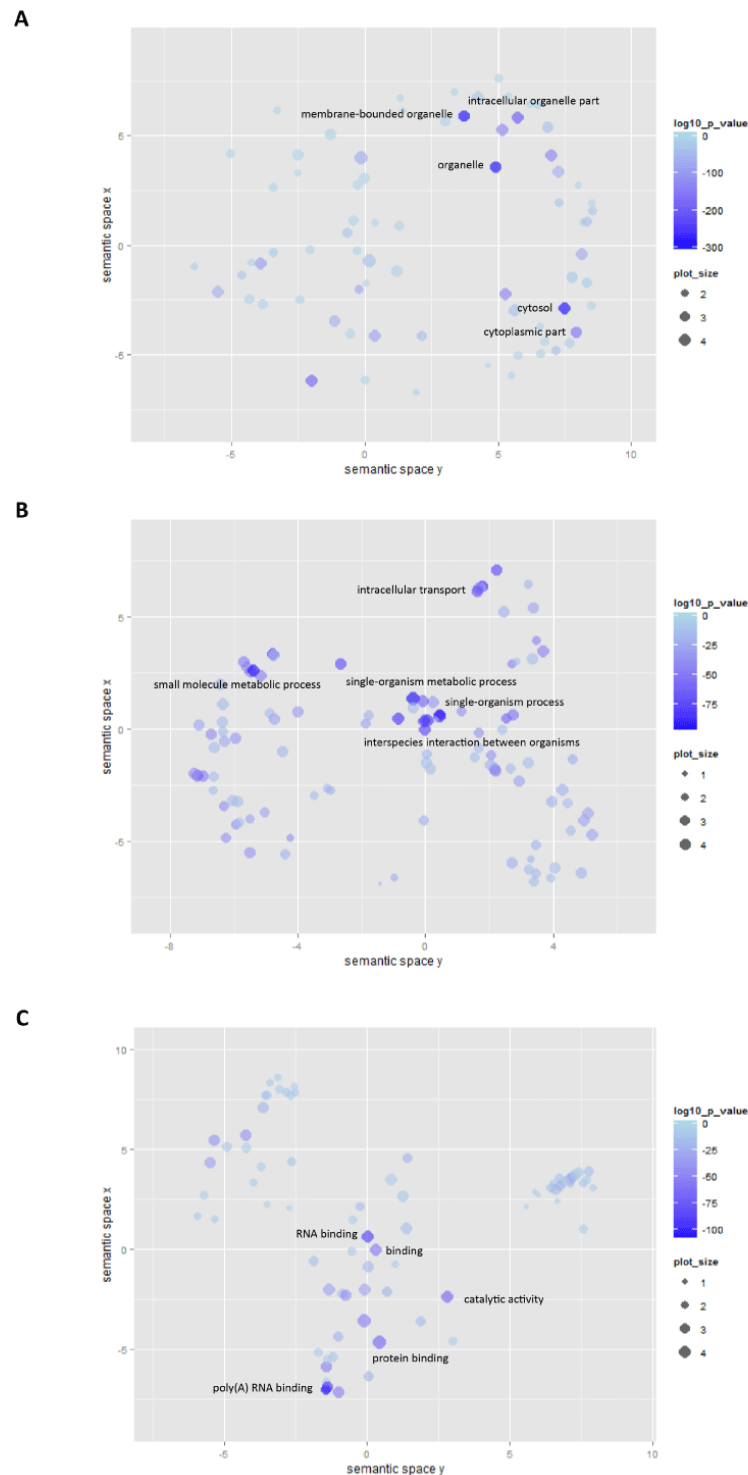 A
intracellular organelle part
membrane-bounded organelle
organelle
cytosol
cytoplasmic part
5
0
-5
semantic space x
-5
0
5
10
semantic space y
log10_p_value
0
-100
-200
-300
plot_size
2
3
4
B
intracellular transport
small molecule metabolic process
single-organism metabolic process
single-organism process
interspecies interaction between organisms
5
0
-5
semantic space x
-8
-4
0
4
semantic space y
log10_p_value
0
-25
-50
-75
plot_size
1
2
3
4
C
RNA binding
binding
catalytic activity
protein binding
poly(A) RNA binding
10
5
0
-5
semantic space x
-5
0
5
10
semantic space y
log10_p_value
0
-25
-50
-75
-100
plot_size
1
2
3
4